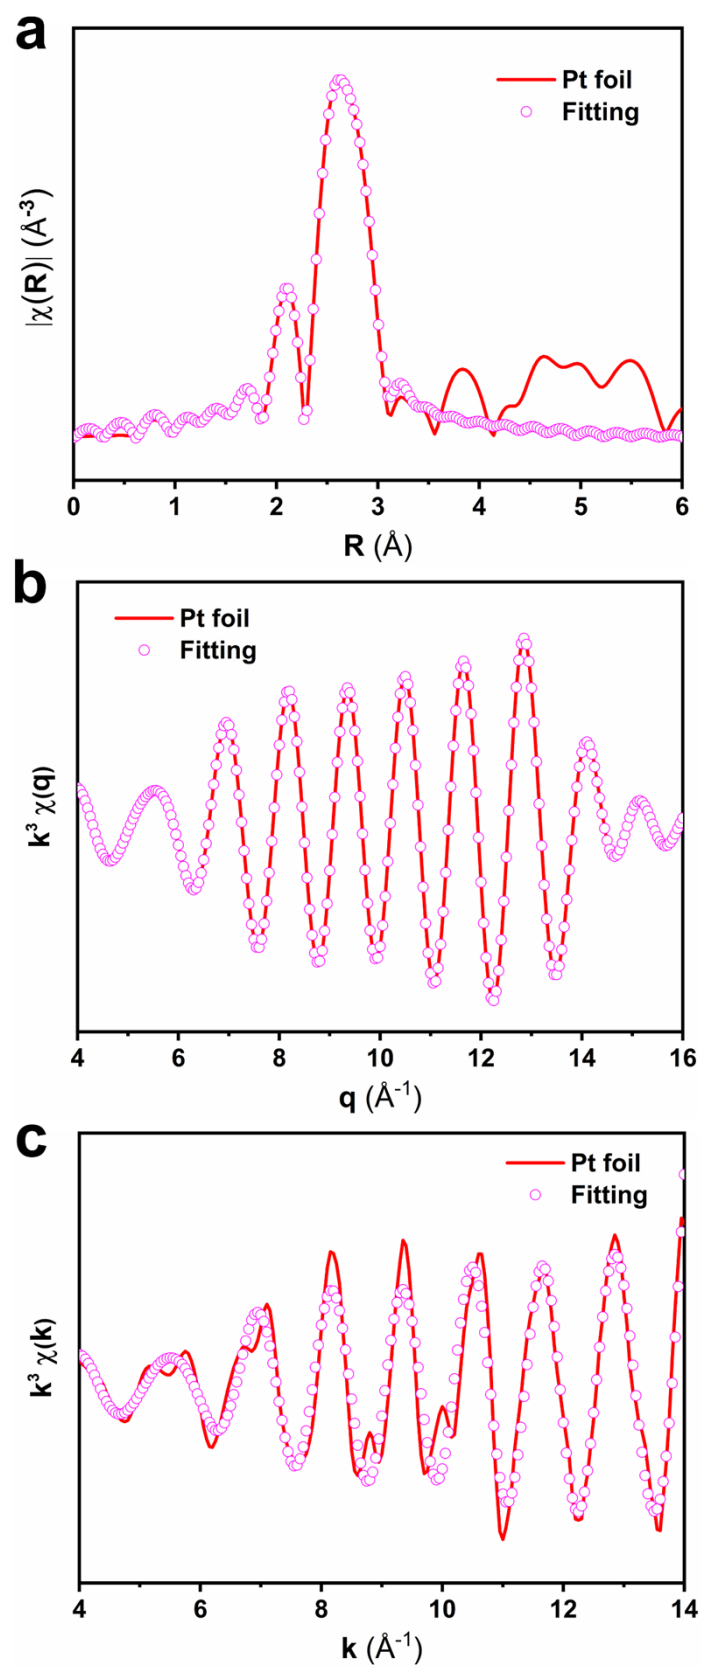 a
Pt foil
Fitting
|χ(R)| (Å-3)
0 1 2 3 4 5 6
R (Å)
b
Pt foil
Fitting
k3 χ(q)
4 6 8 10 12 14 16
q (Å-1)
c
Pt foil
Fitting
k3 χ(k)
4 6 8 10 12 14
k (Å-1)